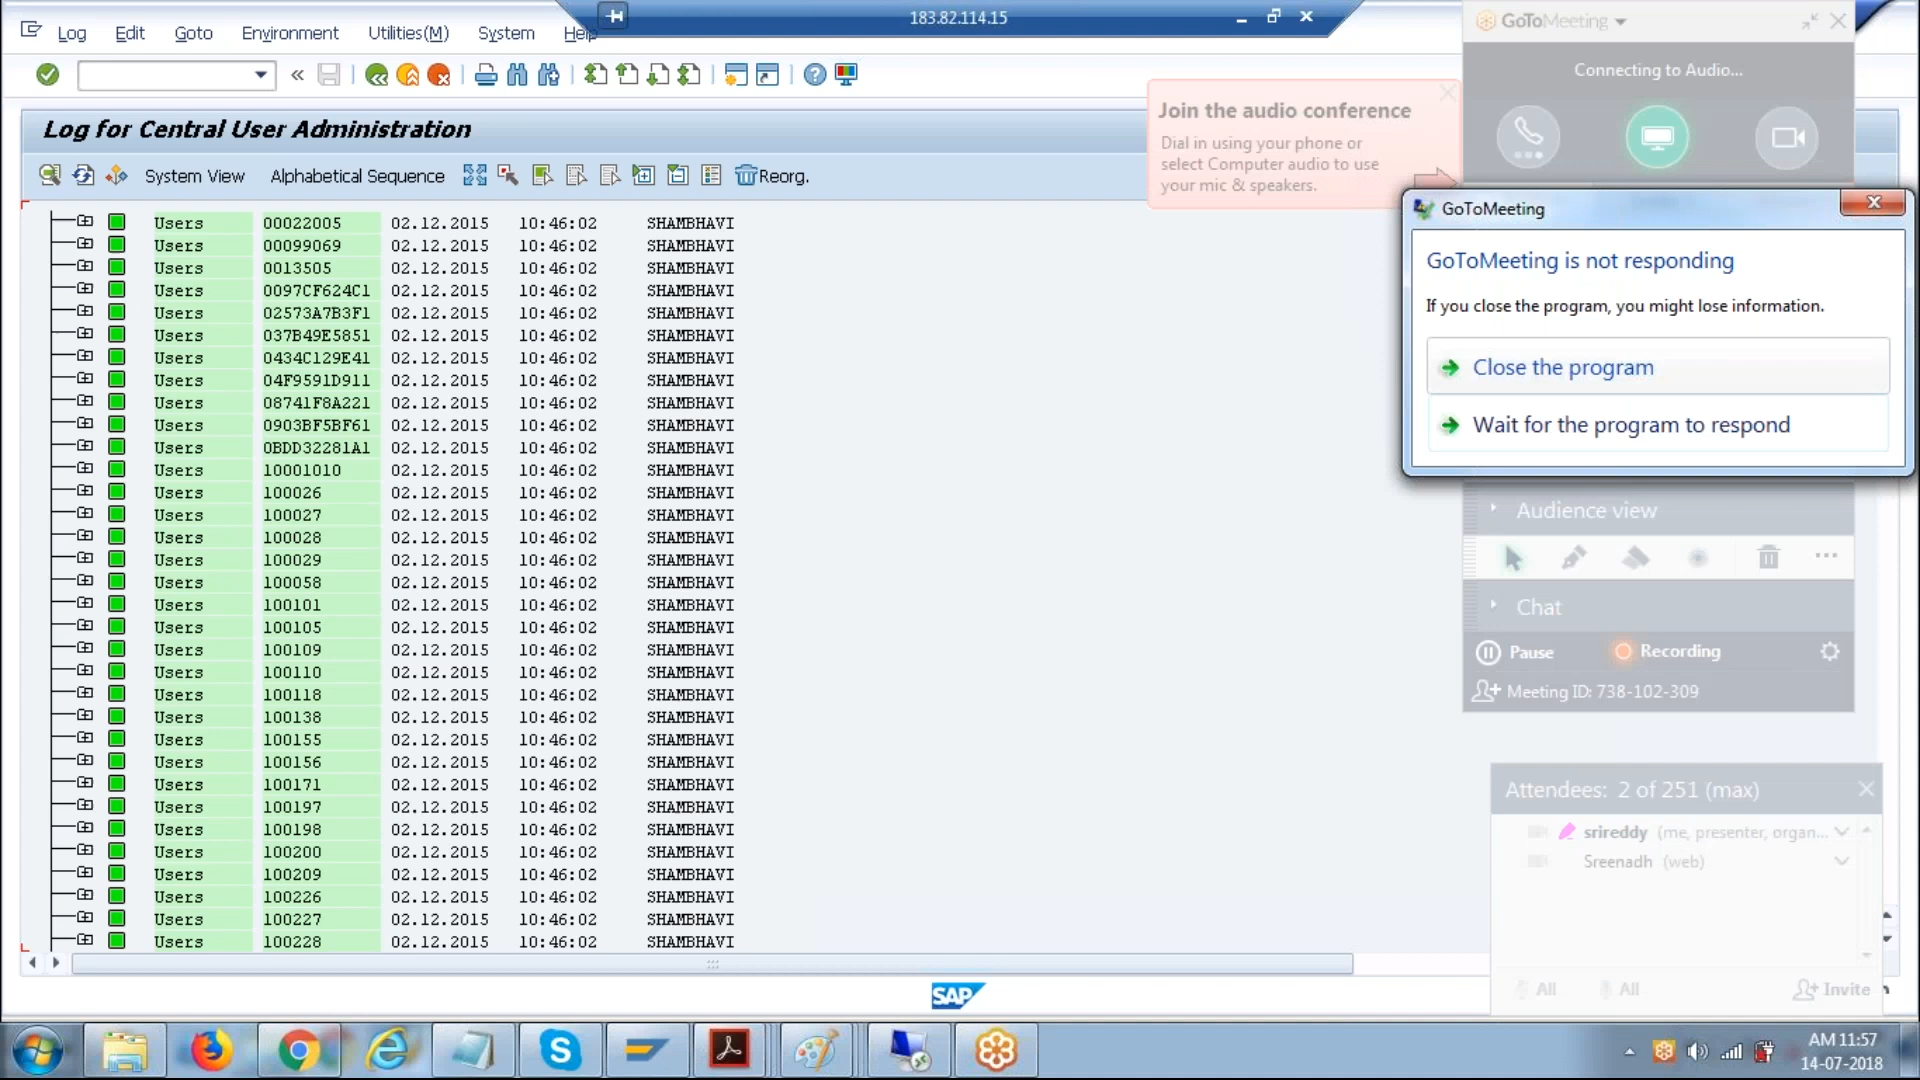 183.82.114.15
Log Edit Goto Environment Utilities(M) System Help
Log for Central User Administration
System View Alphabetical Sequence Reorg.
Users 00022005 02.12.2015 10:46:02 SHAMBHAVI
Users 00099069 02.12.2015 10:46:02 SHAMBHAVI
Users 0013505 02.12.2015 10:46:02 SHAMBHAVI
Users 0097CF624C1 02.12.2015 10:46:02 SHAMBHAVI
Users 02573A7B3F1 02.12.2015 10:46:02 SHAMBHAVI
Users 037B49E5851 02.12.2015 10:46:02 SHAMBHAVI
Users 0434C129E41 02.12.2015 10:46:02 SHAMBHAVI
Users 04F9591D911 02.12.2015 10:46:02 SHAMBHAVI
Users 08741F8A221 02.12.2015 10:46:02 SHAMBHAVI
Users 0903BF5BF61 02.12.2015 10:46:02 SHAMBHAVI
Users 0BDD32281A1 02.12.2015 10:46:02 SHAMBHAVI
Users 10001010 02.12.2015 10:46:02 SHAMBHAVI
Users 100026 02.12.2015 10:46:02 SHAMBHAVI
Users 100027 02.12.2015 10:46:02 SHAMBHAVI
Users 100028 02.12.2015 10:46:02 SHAMBHAVI
Users 100029 02.12.2015 10:46:02 SHAMBHAVI
Users 100058 02.12.2015 10:46:02 SHAMBHAVI
Users 100101 02.12.2015 10:46:02 SHAMBHAVI
Users 100105 02.12.2015 10:46:02 SHAMBHAVI
Users 100109 02.12.2015 10:46:02 SHAMBHAVI
Users 100110 02.12.2015 10:46:02 SHAMBHAVI
Users 100118 02.12.2015 10:46:02 SHAMBHAVI
Users 100138 02.12.2015 10:46:02 SHAMBHAVI
Users 100155 02.12.2015 10:46:02 SHAMBHAVI
Users 100156 02.12.2015 10:46:02 SHAMBHAVI
Users 100171 02.12.2015 10:46:02 SHAMBHAVI
Users 100197 02.12.2015 10:46:02 SHAMBHAVI
Users 100198 02.12.2015 10:46:02 SHAMBHAVI
Users 100200 02.12.2015 10:46:02 SHAMBHAVI
Users 100209 02.12.2015 10:46:02 SHAMBHAVI
Users 100226 02.12.2015 10:46:02 SHAMBHAVI
Users 100227 02.12.2015 10:46:02 SHAMBHAVI
Users 100228 02.12.2015 10:46:02 SHAMBHAVI
SAP
Join the audio conference
Dial in using your phone or
select Computer audio to use
your mic & speakers.
GoToMeeting
Connecting to Audio...
GoToMeeting
GoToMeeting is not responding
If you close the program, you might lose information.
Close the program
Wait for the program to respond
Audience view
Chat
Pause Recording
Meeting ID: 738-102-309
Attendees: 2 of 251 (max)
srireddy (me, presenter, organ...
Sreenadh (web)
All All Invite
AM 11:57
14-07-2018